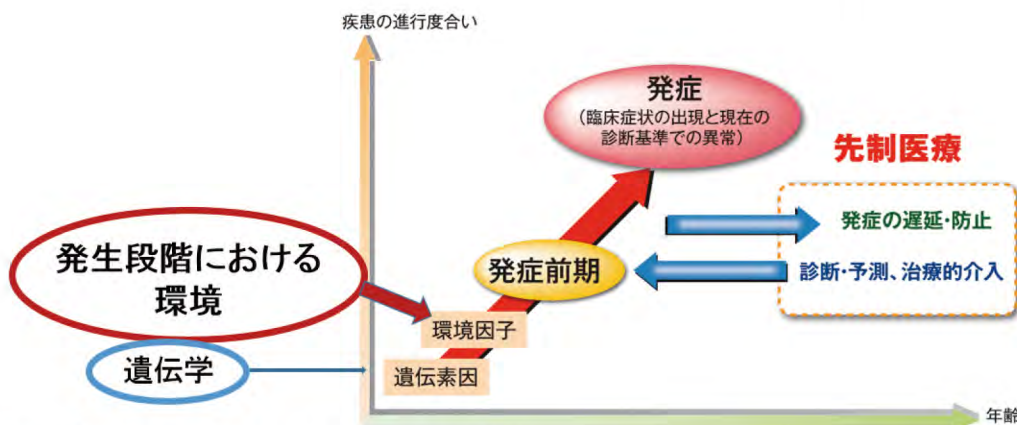 疾患の進行度合い
発症
（臨床症状の出現と現在の
診断基準での異常）
先制医療
発症の遅延・防止
診断・予測、治療的介入
発症前期
発生段階における
環境
環境因子
遺伝学
遺伝素因
年齢